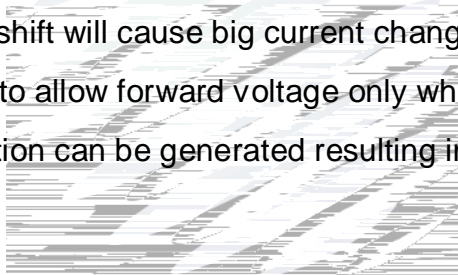 shift will cause big current chang
to allow forward voltage only wh
tion can be generated resulting in